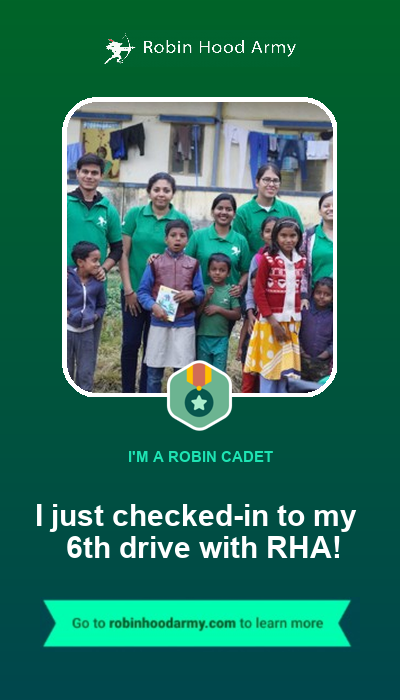 Robin Hood Army
I'M A ROBIN CADET
I just checked-in to my
6th drive with RHA!
Go to robinhoodarmy.com to learn more